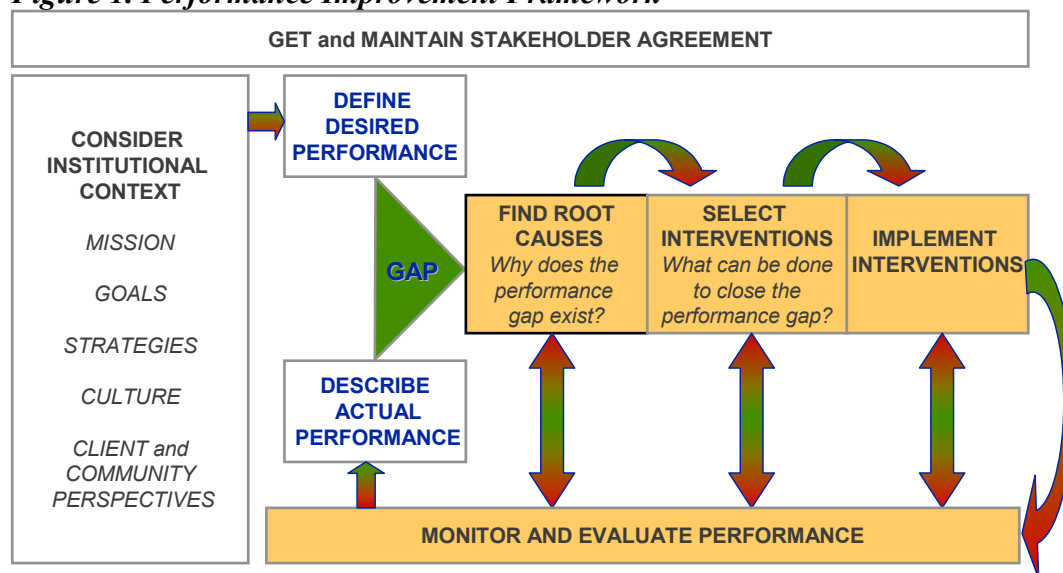 Figure 1. Performance Improvement Framework
GET and MAINTAIN STAKEHOLDER AGREEMENT
CONSIDER
INSTITUTIONAL
CONTEXT
MISSION
GOALS
STRATEGIES
CULTURE
CLIENT and
COMMUNITY
PERSPECTIVES
DEFINE
DESIRED
PERFORMANCE
GAP
DESCRIBE
ACTUAL
PERFORMANCE
FIND ROOT
CAUSES
Why does the
performance
gap exist?
SELECT
INTERVENTIONS
What can be done
to close the
performance gap?
IMPLEMENT
INTERVENTIONS
MONITOR AND EVALUATE PERFORMANCE